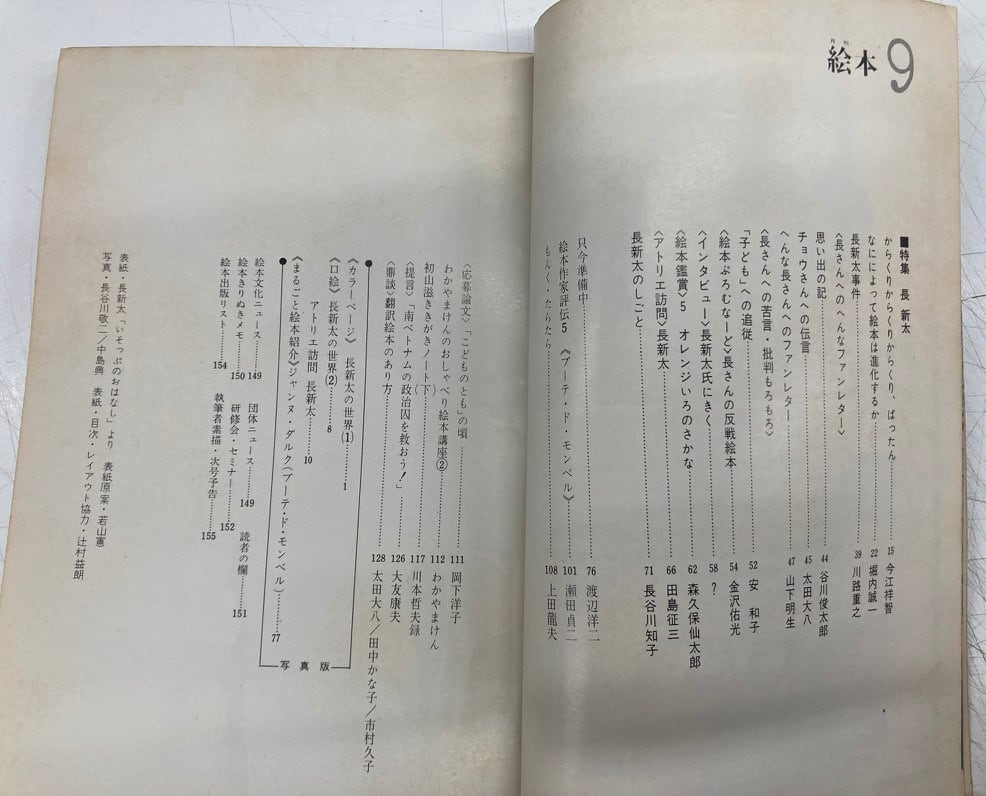 月刊
絵本 9
■特集 長 新太
からくりからくりからくり、ばったん……15 今江祥智
なにによって絵本は進化するか……22 堀内誠一
長新太事件……39 川路重之
〈長さんへのへんなファンレター〉
思い出の記……44 谷川俊太郎
チョウさんへの伝言……45 太田大八
へんな長さんへのファンレター……47 山下明生
〈長さんへの苦言・批判もろもろ〉
「子ども」への追従……52 安 和子
〈絵本ぷろむなーど〉長さんの反戦絵本……54 金沢佑光
〈インタビュー〉長新太氏にきく……58 ?
〈絵本鑑賞〉5 オレンジいろのさかな……62 森久保仙太郎
〈アトリエ訪問〉長新太……66 田島征三
長新太のしごと……71 長谷川知子
只今準備中……76 渡辺洋二
絵本作家評伝5 《ブーテ・ド・モンベル》……101 瀬田貞二
もんく・たらたら……108 上田龍夫
〈応募論文〉「こどものとも」の頃……111 岡下洋子
わかやまけんのおしゃべり絵本講座②……112 わかやまけん
初山滋ききがきノート(下)……117 川本哲夫録
〈提言〉「南ベトナムの政治囚を救おう!」……126 大友康夫
〈鼎談〉翻訳絵本のあり方……128 太田大八/田中かな子/市村久子
《カラーページ》 長新太の世界(1)……1
《口絵》長新太の世界(2)……8
アトリエ訪問 長新太……10
《まるごと絵本紹介》ジャンヌ・ダルク(ブーテ・ド・モンベル)……77
写真版
絵本文化ニュース……149
絵本きりぬきメモ……150
絵本出版リスト……154
団体ニュース……149
研修会・セミナー……152
執筆者素描・次号予告……155
読者の欄……151
表紙・長新太「いそっぷのおはなし」より 表紙原案・若山憲
写真・長谷川敬二/中島興 表紙・目次・レイアウト協力・辻村益朗